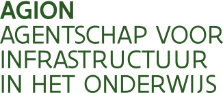 AGION
AGENTSCHAP VOOR
INFRASTRUCTUUR
IN HET ONDERWIJS